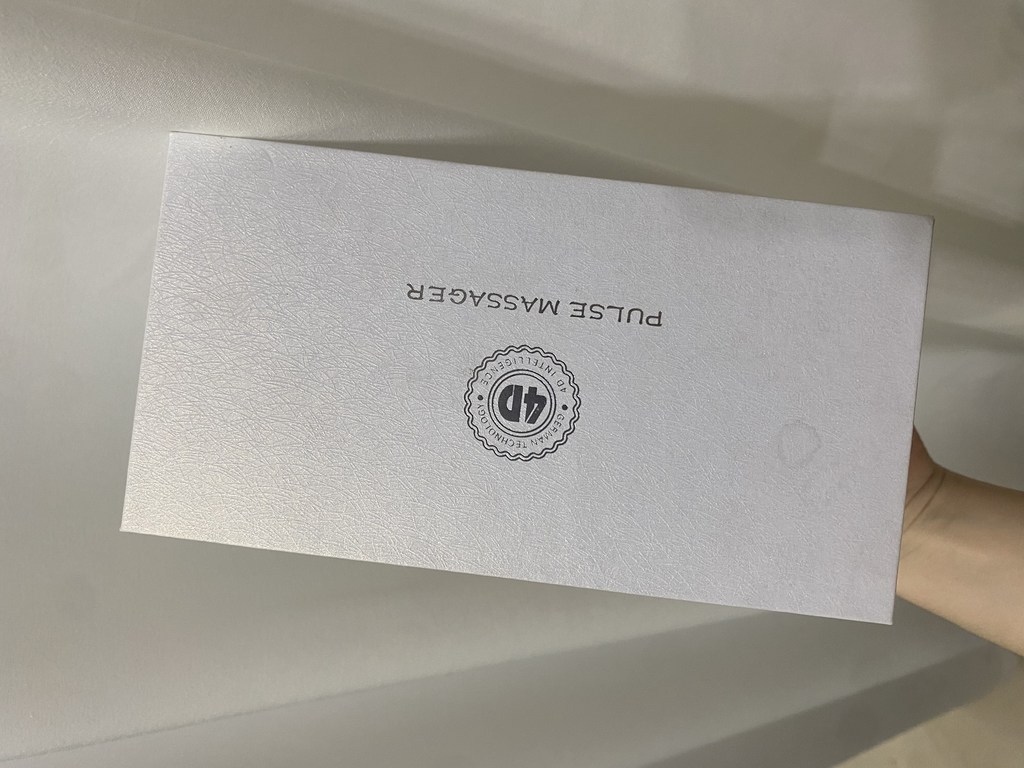 4D INTELLIGENCE
GERMAN TECHNOLOGY
4D
PULSE MASSAGER